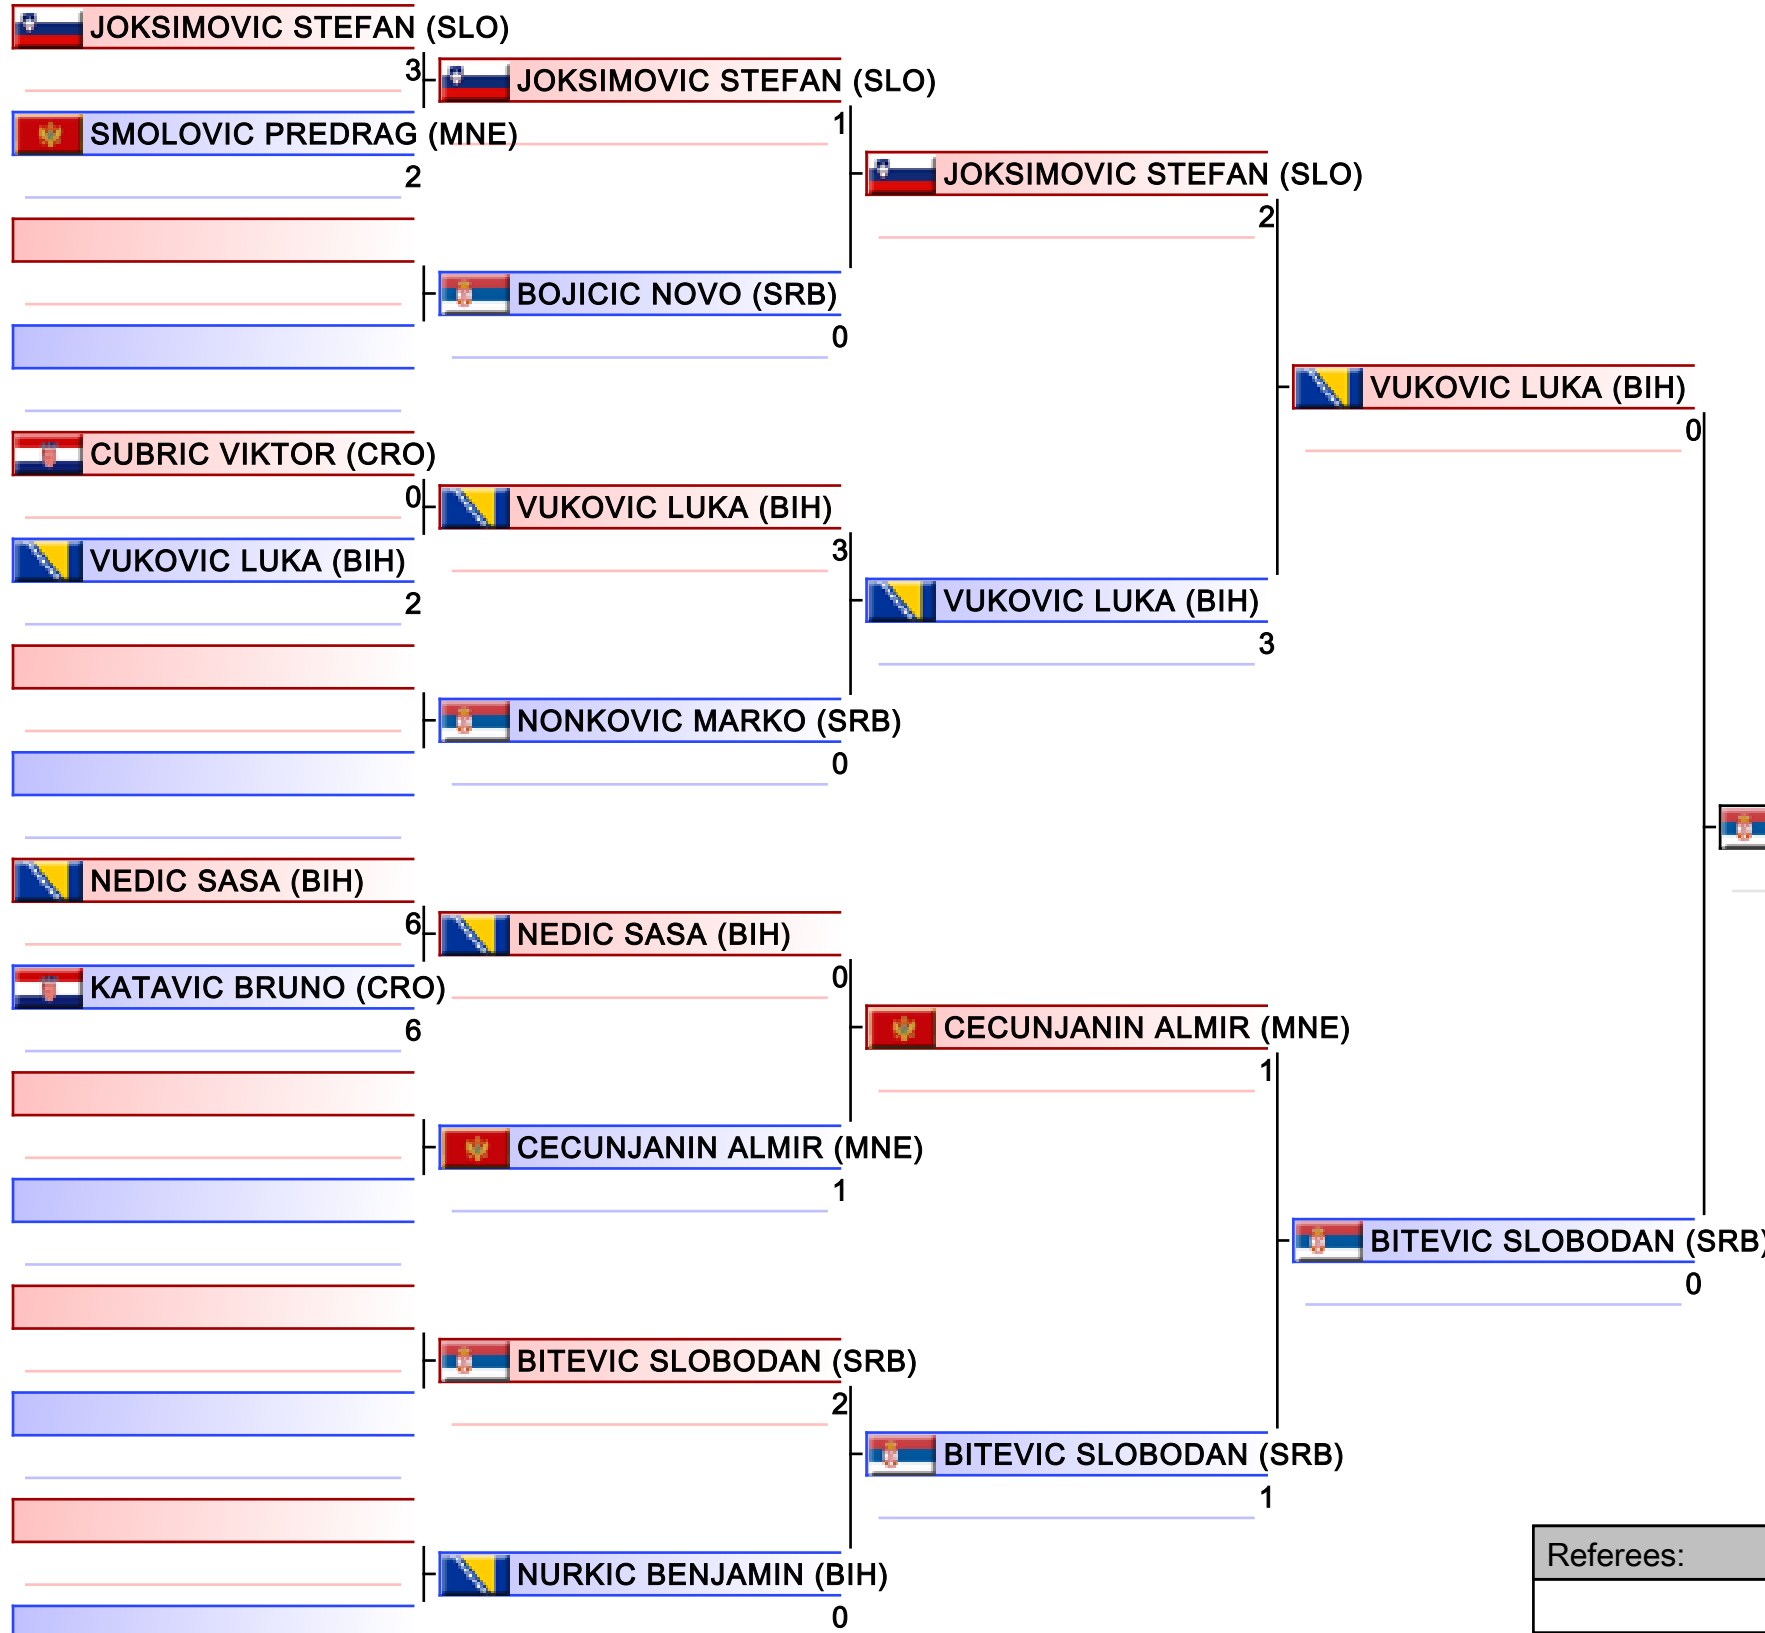 JOKSIMOVIC STEFAN (SLO)
3
SMOLOVIC PREDRAG (MNE)
2
CUBRIC VIKTOR (CRO)
0
VUKOVIC LUKA (BIH)
2
NEDIC SASA (BIH)
6
KATAVIC BRUNO (CRO)
6
JOKSIMOVIC STEFAN (SLO)
1
BOJICIC NOVO (SRB)
0
VUKOVIC LUKA (BIH)
3
NONKOVIC MARKO (SRB)
0
NEDIC SASA (BIH)
0
CECUNJANIN ALMIR (MNE)
1
BITEVIC SLOBODAN (SRB)
2
NURKIC BENJAMIN (BIH)
0
JOKSIMOVIC STEFAN (SLO)
2
VUKOVIC LUKA (BIH)
3
CECUNJANIN ALMIR (MNE)
1
BITEVIC SLOBODAN (SRB)
1
VUKOVIC LUKA (BIH)
0
BITEVIC SLOBODAN (SRB)
0
Referees: